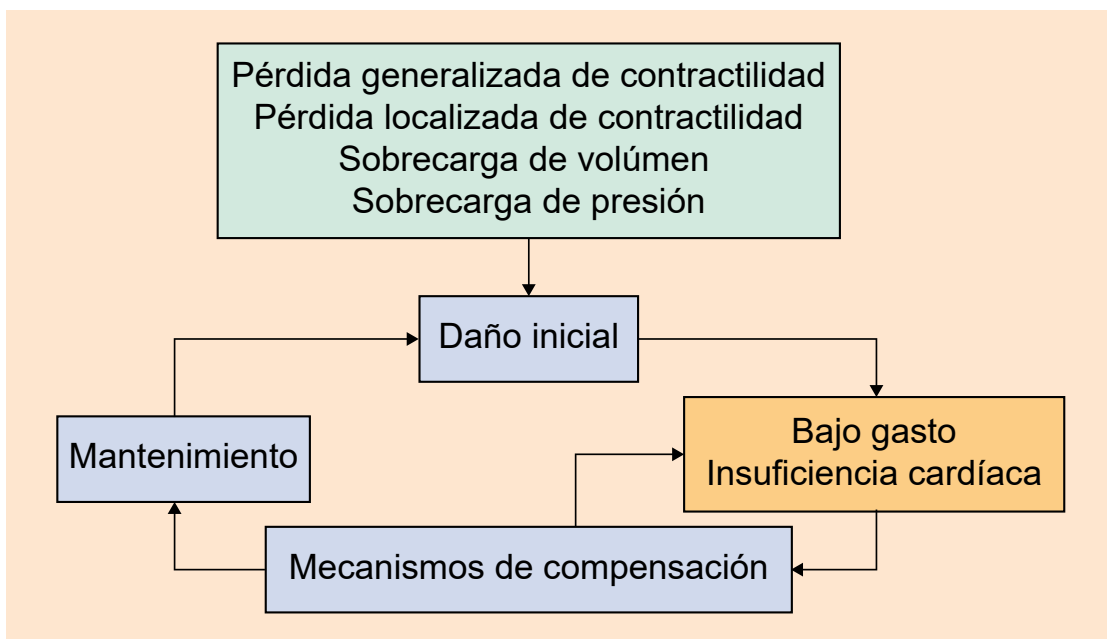 Pérdida generalizada de contractilidad
Pérdida localizada de contractilidad
Sobrecarga de volúmen
Sobrecarga de presión
Daño inicial
Mantenimiento
Bajo gasto
Insuficiencia cardíaca
Mecanismos de compensación